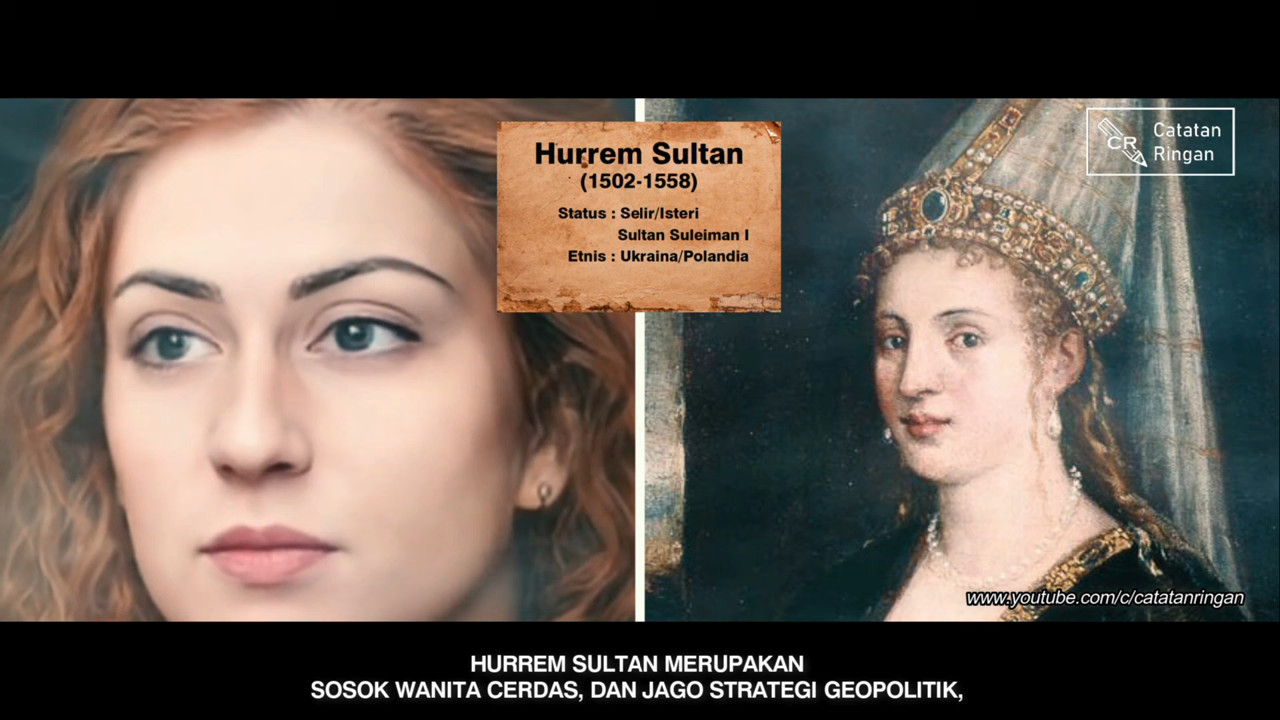 Hurrem Sultan
(1502-1558)
Status : Selir/Isteri
Sultan Suleiman I
Etnis : Ukraina/Polandia
CR
Catatan
Ringan
www.youtube.com/c/catatanringan
HURREM SULTAN MERUPAKAN
SOSOK WANITA CERDAS, DAN JAGO STRATEGI GEOPOLITIK,